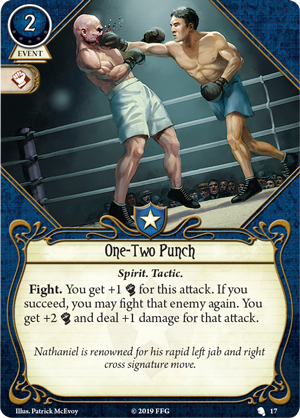 2
EVENT
One-Two Punch
Spirit. Tactic.
Fight. You get +1 for this attack. If you
succeed, you may fight that enemy again. You
get +2 and deal +1 damage for that attack.
Nathaniel is renowned for his rapid left jab and right
cross signature move.
Illus. Patrick McEvoy © 2019 FFG 17